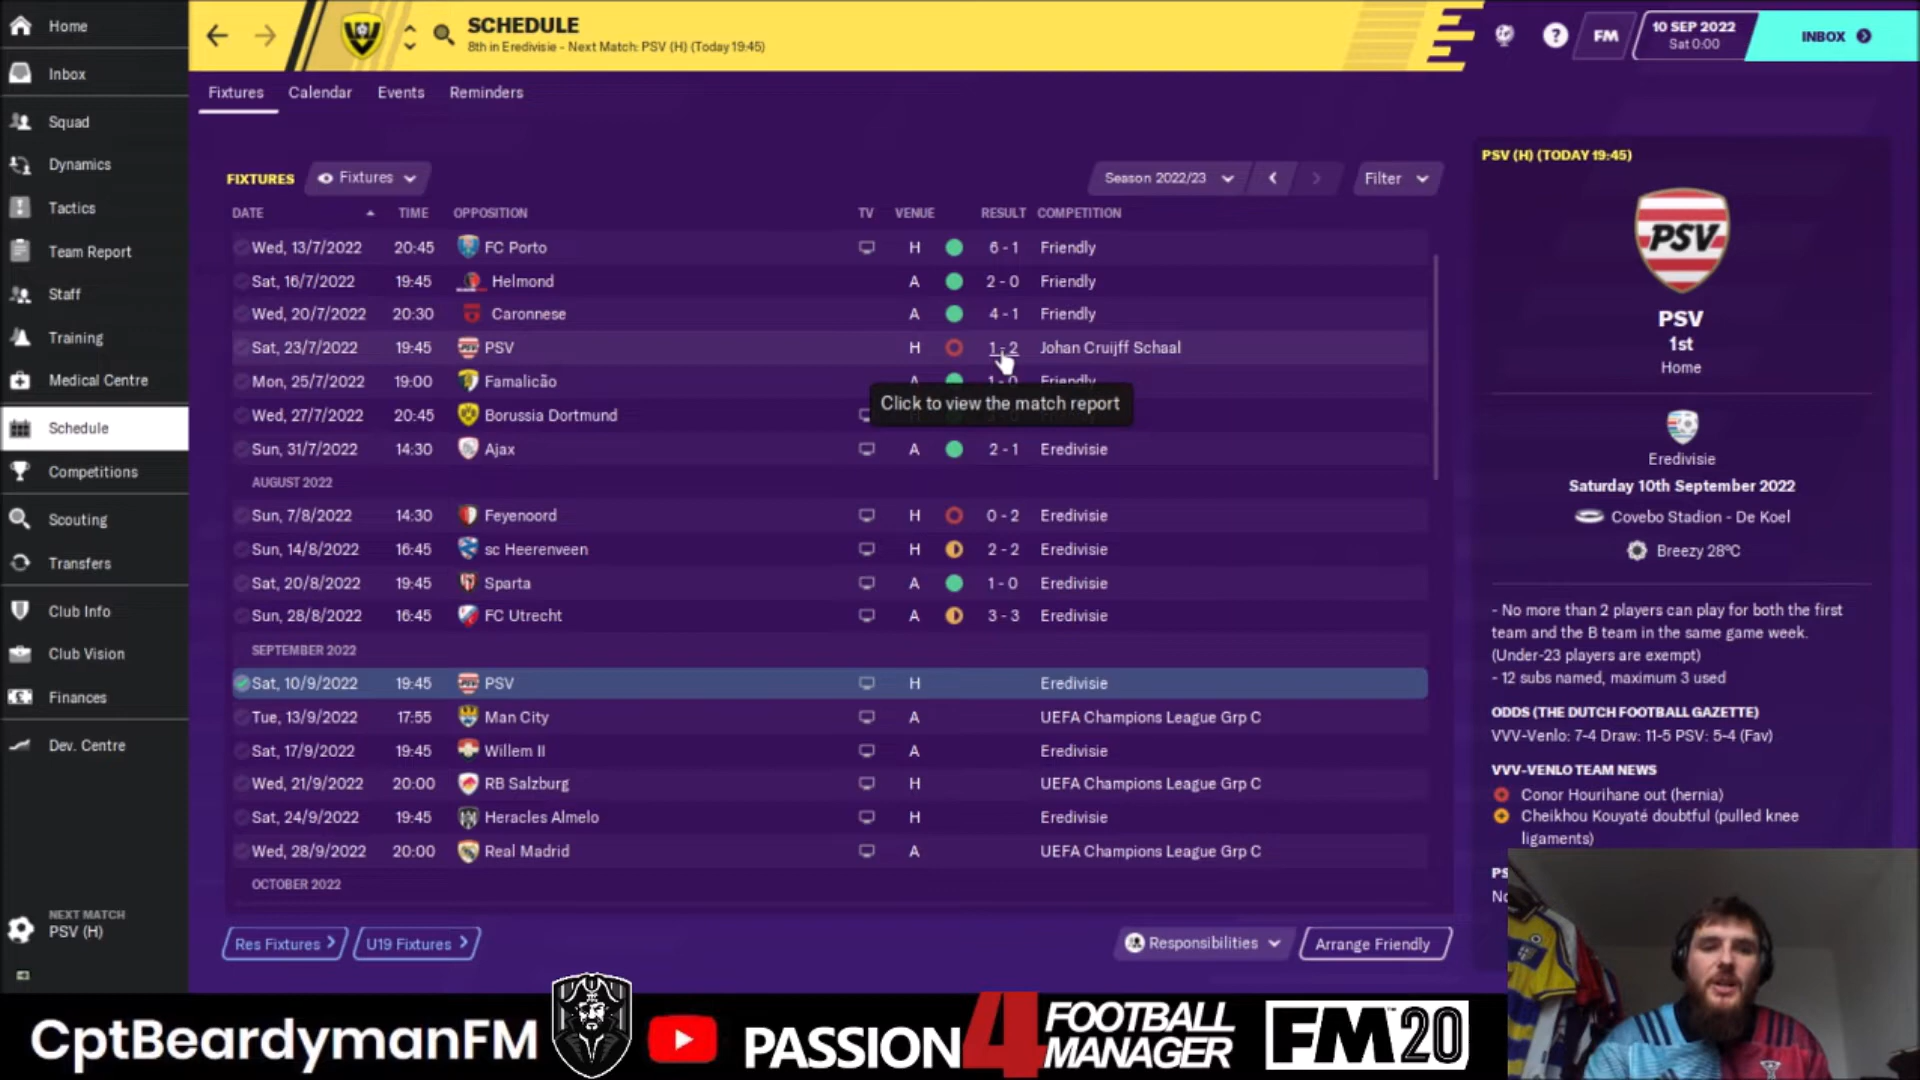 Home
Inbox
Squad
Dynamics
Tactics
Team Report
Staff
Training
Medical Centre
Schedule
Competitions
Scouting
Transfers
Club Info
Club Vision
Finances
Dev. Centre
NEXT MATCH
PSV (H)
SCHEDULE
8th in Eredivisie - Next Match: PSV (H) (Today 19:45)
FM
10 SEP 2022
Sat 0:00
INBOX
Fixtures Calendar Events Reminders
FIXTURES Fixtures Season 2022/23 Filter
DATE TIME OPPOSITION TV VENUE RESULT COMPETITION
Wed, 13/7/2022 20:45 FC Porto H 6 - 1 Friendly
Sat, 16/7/2022 19:45 Helmond A 2 - 0 Friendly
Wed, 20/7/2022 20:30 Caronnese A 4 - 1 Friendly
Sat, 23/7/2022 19:45 PSV H 1 - 2 Johan Cruijff Schaal
Mon, 25/7/2022 19:00 Famalicão A 1 - 0 Friendly
Click to view the match report
Wed, 27/7/2022 20:45 Borussia Dortmund
Sun, 31/7/2022 14:30 Ajax A 2 - 1 Eredivisie
AUGUST 2022
Sun, 7/8/2022 14:30 Feyenoord H 0 - 2 Eredivisie
Sun, 14/8/2022 16:45 sc Heerenveen H 2 - 2 Eredivisie
Sat, 20/8/2022 19:45 Sparta A 1 - 0 Eredivisie
Sun, 28/8/2022 16:45 FC Utrecht A 3 - 3 Eredivisie
SEPTEMBER 2022
Sat, 10/9/2022 19:45 PSV H Eredivisie
Tue, 13/9/2022 17:55 Man City A UEFA Champions League Grp C
Sat, 17/9/2022 19:45 Willem II A Eredivisie
Wed, 21/9/2022 20:00 RB Salzburg H UEFA Champions League Grp C
Sat, 24/9/2022 19:45 Heracles Almelo H Eredivisie
Wed, 28/9/2022 20:00 Real Madrid A UEFA Champions League Grp C
OCTOBER 2022
Res Fixtures U19 Fixtures Responsibilities Arrange Friendly
PSV (H) (TODAY 19:45)
PSV
PSV
1st
Home
Eredivisie
Saturday 10th September 2022
Covebo Stadion - De Koel
Breezy 28ºC
- No more than 2 players can play for both the first
team and the B team in the same game week.
(Under-23 players are exempt)
- 12 subs named, maximum 3 used
ODDS (THE DUTCH FOOTBALL GAZETTE)
VVV-Venlo: 7-4 Draw: 11-5 PSV: 5-4 (Fav)
VVV-VENLO TEAM NEWS
Conor Hourihane out (hernia)
Cheikhou Kouyaté doubtful (pulled knee
ligaments)
CptBeardymanFM
PASSION 4 FOOTBALL
MANAGER
FM20